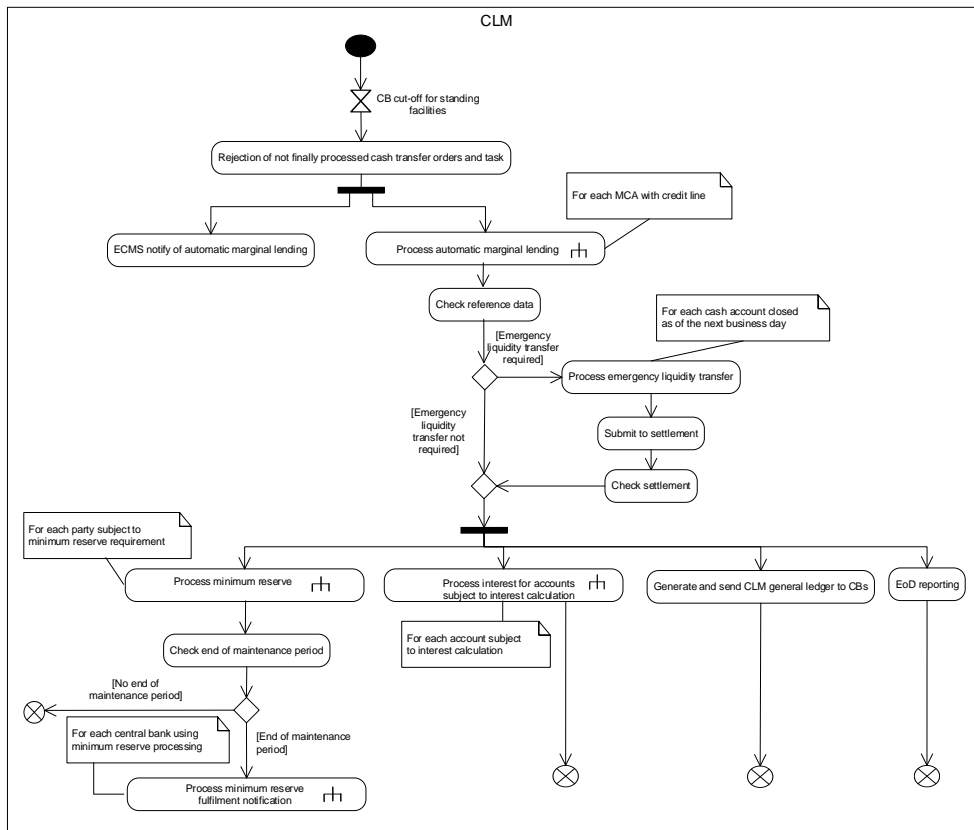 CLM
CB cut-off for standing
facilities
Rejection of not finally processed cash transfer orders and task
For each MCA with credit line
ECMS notify of automatic marginal lending
Process automatic marginal lending
Check reference data
For each cash account closed
as of the next business day
[Emergency
liquidity transfer
required]
Process emergency liquidity transfer
[Emergency
liquidity
transfer not
required]
Submit to settlement
Check settlement
For each party subject to
minimum reserve requirement
Process minimum reserve
Process interest for accounts
subject to interest calculation
Generate and send CLM general ledger to CBs
EoD reporting
For each account subject
to interest calculation
Check end of maintenance period
[No end of
maintenance period]
For each central bank using
minimum reserve processing
[End of maintenance
period]
Process minimum reserve
fulfilment notification